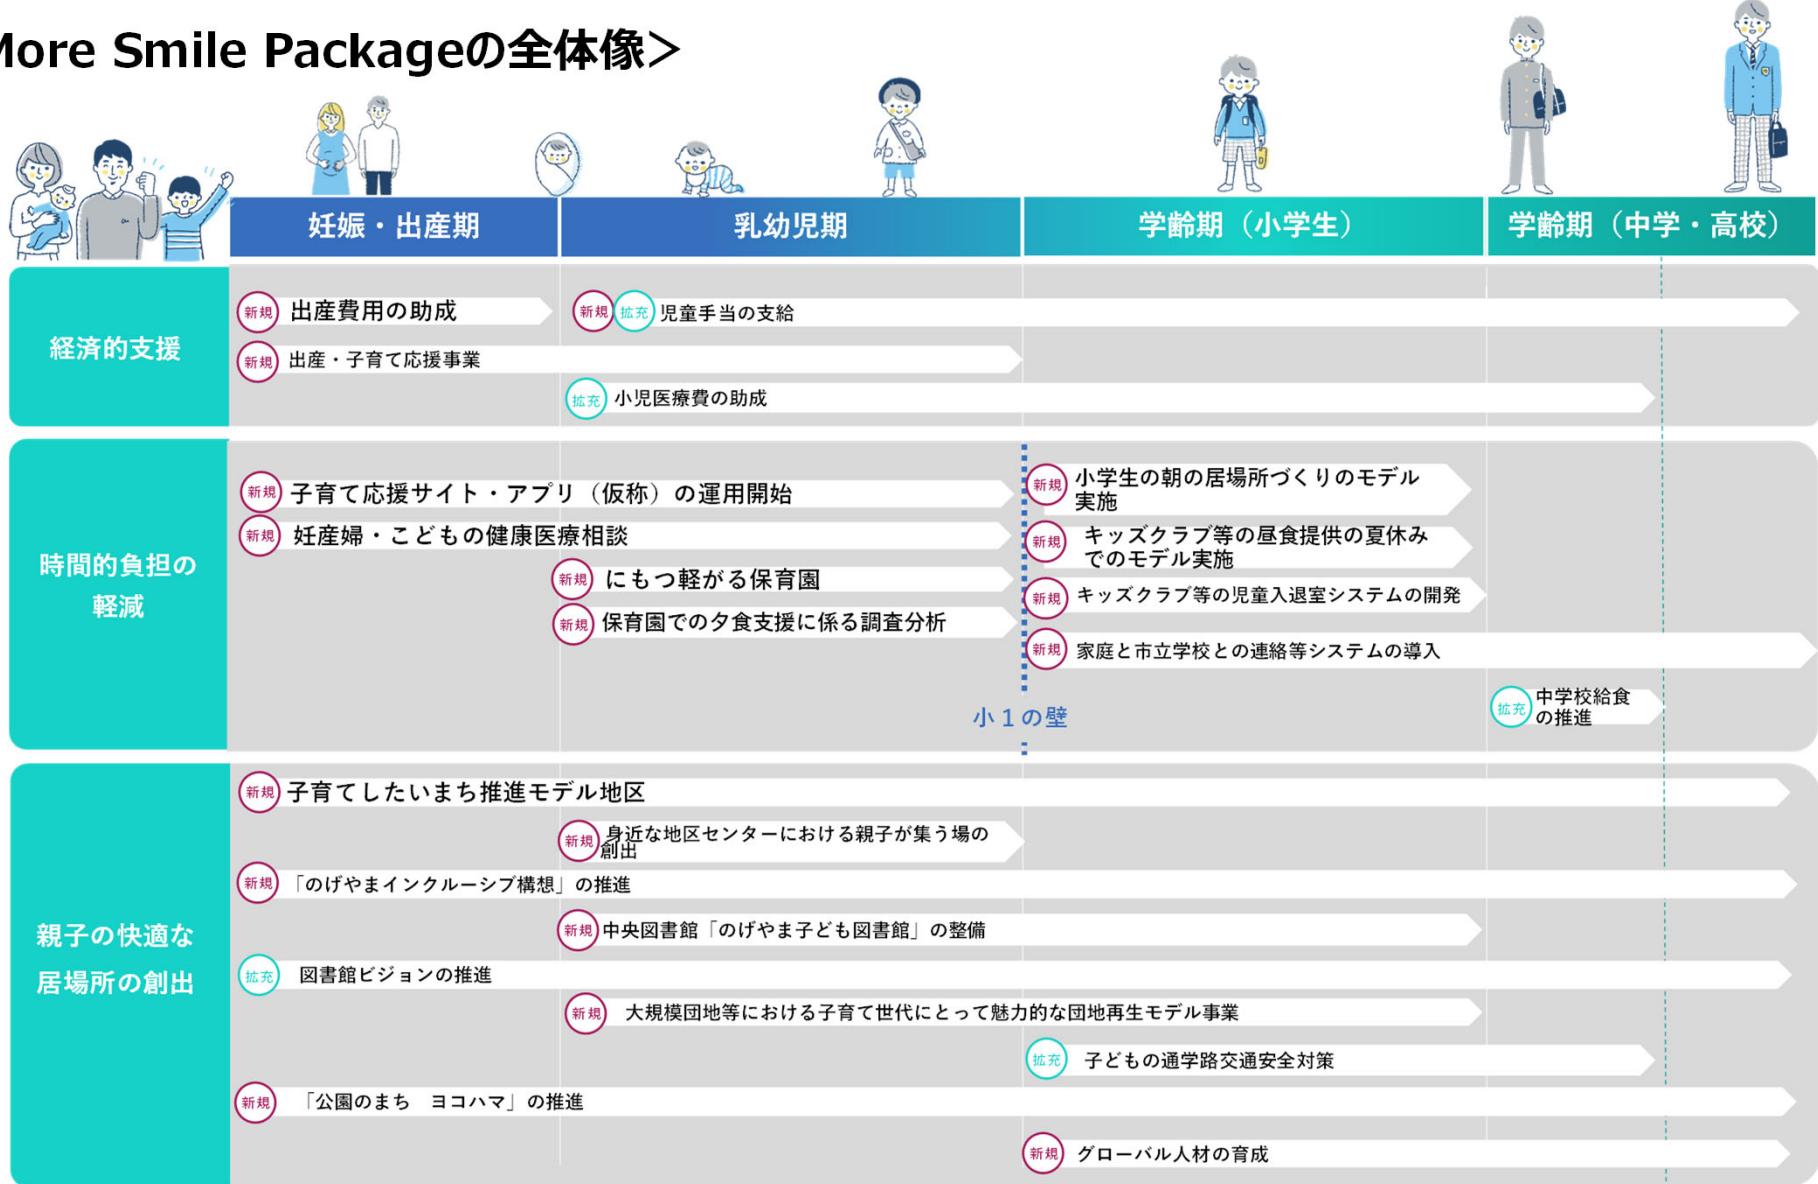 More Smile Packageの全体像＞
妊娠・出産期
乳幼児期
学齢期（小学生）
学齢期（中学・高校）
経済的支援
新規 出産費用の助成
新規 拡充 児童手当の支給
新規 出産・子育て応援事業
拡充 小児医療費の助成
時間的負担の
軽減
新規 子育て応援サイト・アプリ（仮称）の運用開始
新規 妊産婦・こどもの健康医療相談
新規 にもつ軽がる保育園
新規 保育園での夕食支援に係る調査分析
小１の壁
新規 小学生の朝の居場所づくりのモデル
実施
新規 キッズクラブ等の昼食提供の夏休み
でのモデル実施
新規 キッズクラブ等の児童入退室システムの開発
新規 家庭と市立学校との連絡等システムの導入
拡充 中学校給食
の推進
親子の快適な
居場所の創出
新規 子育てしたいまち推進モデル地区
新規 身近な地区センターにおける親子が集う場の
創出
新規 「のげやまインクルーシブ構想」の推進
新規 中央図書館「のげやま子ども図書館」の整備
拡充 図書館ビジョンの推進
新規 大規模団地等における子育て世代にとって魅力的な団地再生モデル事業
拡充 子どもの通学路交通安全対策
新規 「公園のまち　ヨコハマ」の推進
新規 グローバル人材の育成